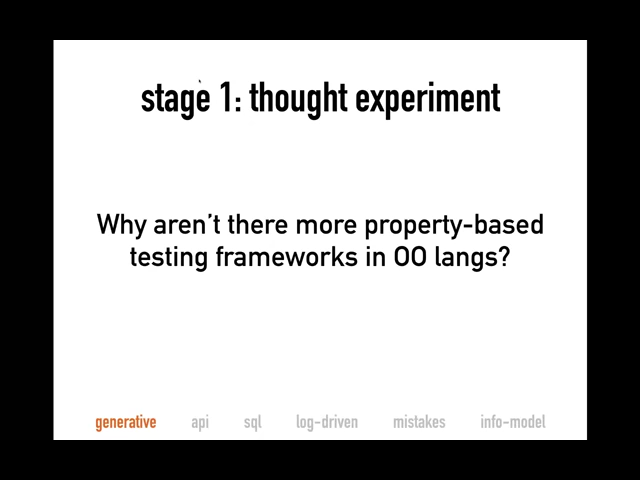 stage 1: thought experiment
Why aren't there more property-based
testing frameworks in OO langs?
generative api sql log-driven mistakes info-model